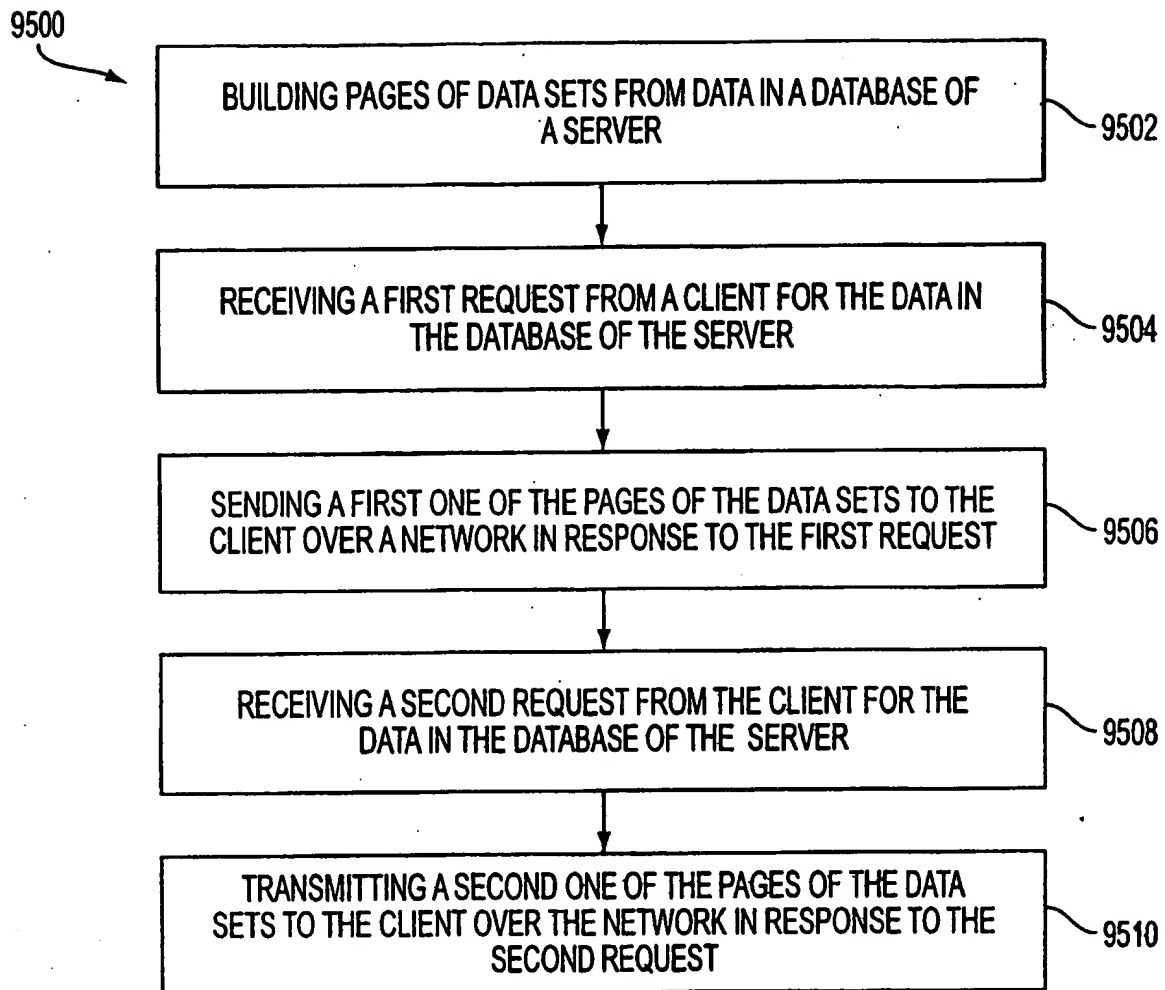 9500
BUILDING PAGES OF DATA SETS FROM DATA IN A DATABASE OF
A SERVER
9502
RECEIVING A FIRST REQUEST FROM A CLIENT FOR THE DATA IN
THE DATABASE OF THE SERVER
9504
SENDING A FIRST ONE OF THE PAGES OF THE DATA SETS TO THE
CLIENT OVER A NETWORK IN RESPONSE TO THE FIRST REQUEST
9506
RECEIVING A SECOND REQUEST FROM THE CLIENT FOR THE
DATA IN THE DATABASE OF THE SERVER
9508
TRANSMITTING A SECOND ONE OF THE PAGES OF THE DATA
SETS TO THE CLIENT OVER THE NETWORK IN RESPONSE TO THE
SECOND REQUEST
9510